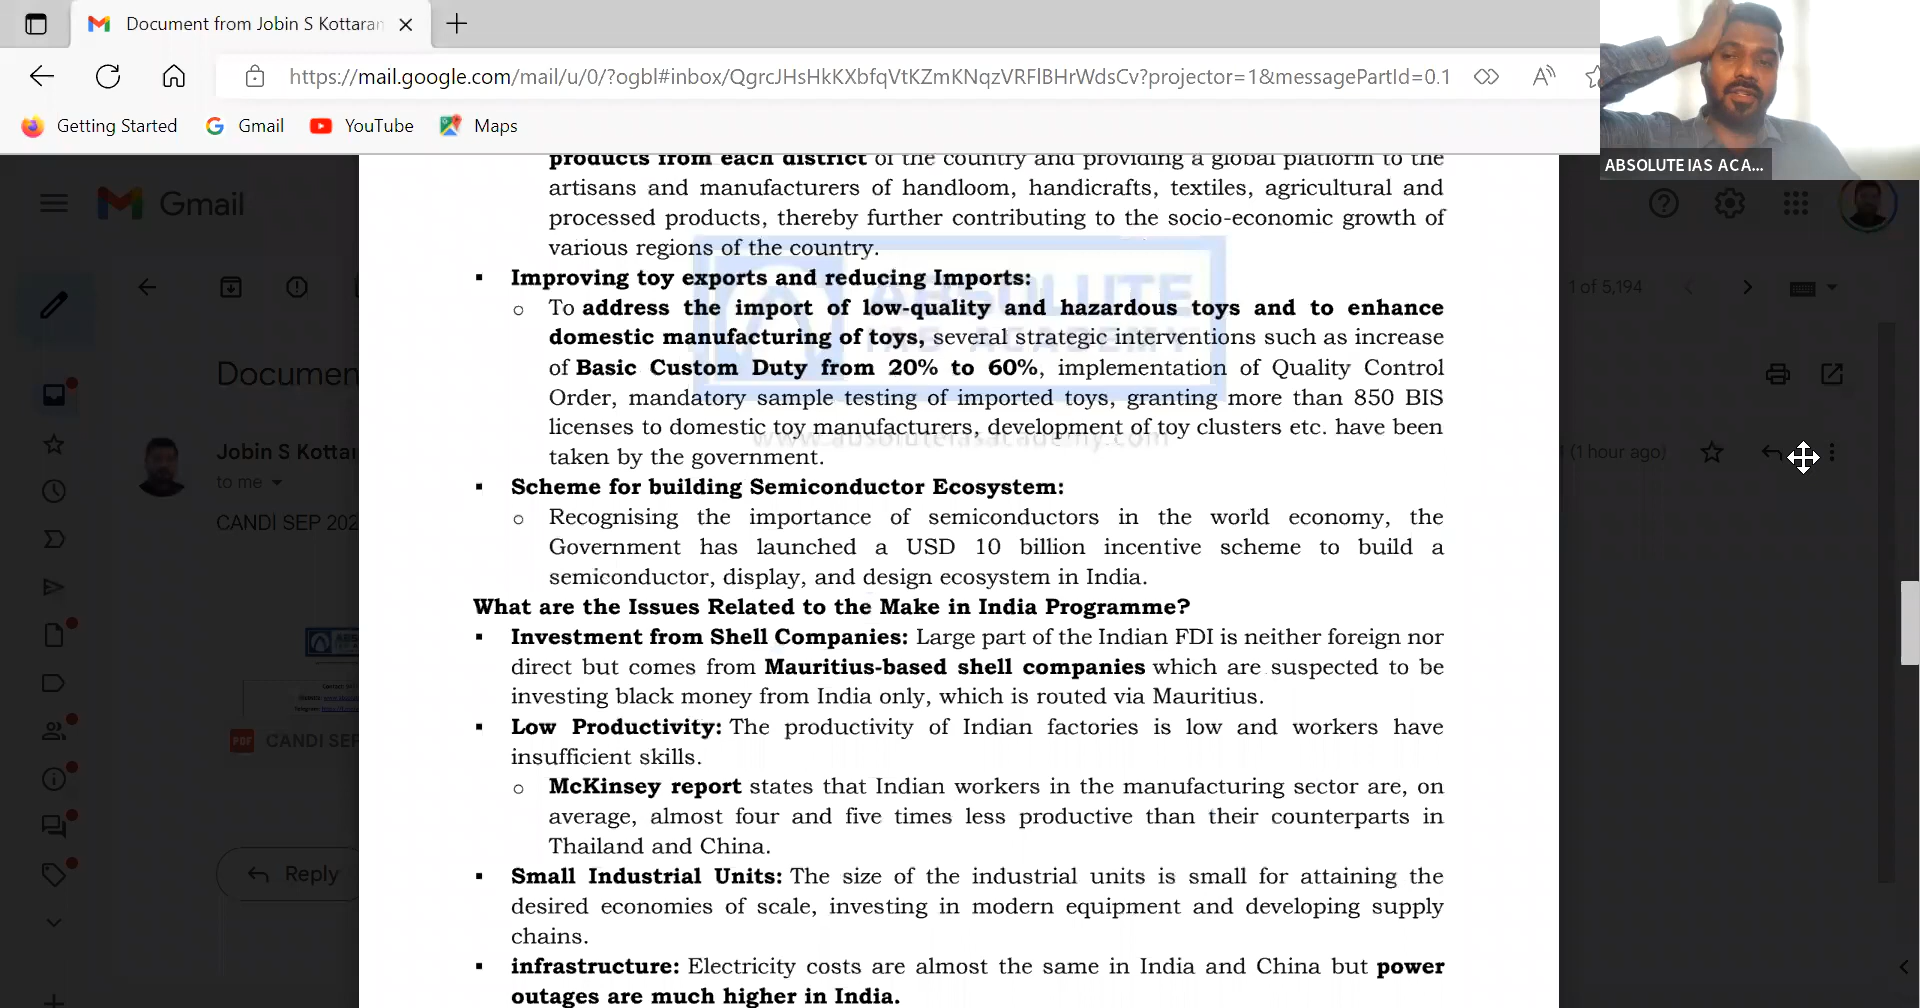 Document from Jobin S Kottaran
https://mail.google.com/mail/u/0/?ogbl#inbox/QgrcJHsHkKXbfqVtKZmKNqzVRFlBHrWdsCv?projector=1&messagePartId=0.1
Getting Started
Gmail
YouTube
Maps
ABSOLUTE IAS ACA...
Gmail
1 of 5,194
Document
Jobin S Kottar
to me
(1 hour ago)
CANDI SEP 202
PDF CANDI SEP
Reply
products from each district of the country and providing a global platform to the
artisans and manufacturers of handloom, handicrafts, textiles, agricultural and
processed products, thereby further contributing to the socio-economic growth of
various regions of the country.
▪ Improving toy exports and reducing Imports:
o To address the import of low-quality and hazardous toys and to enhance
domestic manufacturing of toys, several strategic interventions such as increase
of Basic Custom Duty from 20% to 60%, implementation of Quality Control
Order, mandatory sample testing of imported toys, granting more than 850 BIS
licenses to domestic toy manufacturers, development of toy clusters etc. have been
taken by the government.
▪ Scheme for building Semiconductor Ecosystem:
o Recognising the importance of semiconductors in the world economy, the
Government has launched a USD 10 billion incentive scheme to build a
semiconductor, display, and design ecosystem in India.
What are the Issues Related to the Make in India Programme?
▪ Investment from Shell Companies: Large part of the Indian FDI is neither foreign nor
direct but comes from Mauritius-based shell companies which are suspected to be
investing black money from India only, which is routed via Mauritius.
▪ Low Productivity: The productivity of Indian factories is low and workers have
insufficient skills.
o McKinsey report states that Indian workers in the manufacturing sector are, on
average, almost four and five times less productive than their counterparts in
Thailand and China.
▪ Small Industrial Units: The size of the industrial units is small for attaining the
desired economies of scale, investing in modern equipment and developing supply
chains.
▪ infrastructure: Electricity costs are almost the same in India and China but power
outages are much higher in India.
ABSOLUTE
IAS ACADEMY
www.absoluteiasacademy.com